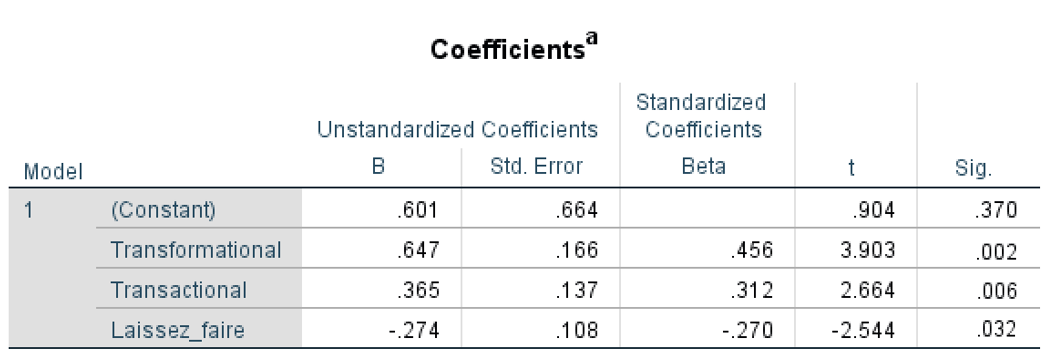 Coefficientsᵃ
Unstandardized Coefficients Standardized Coefficients
Model B Std. Error Beta t Sig.
1 (Constant) .601 .664 .904 .370
Transformational .647 .166 .456 3.903 .002
Transactional .365 .137 .312 2.664 .006
Laissez_faire -.274 .108 -.270 -2.544 .032